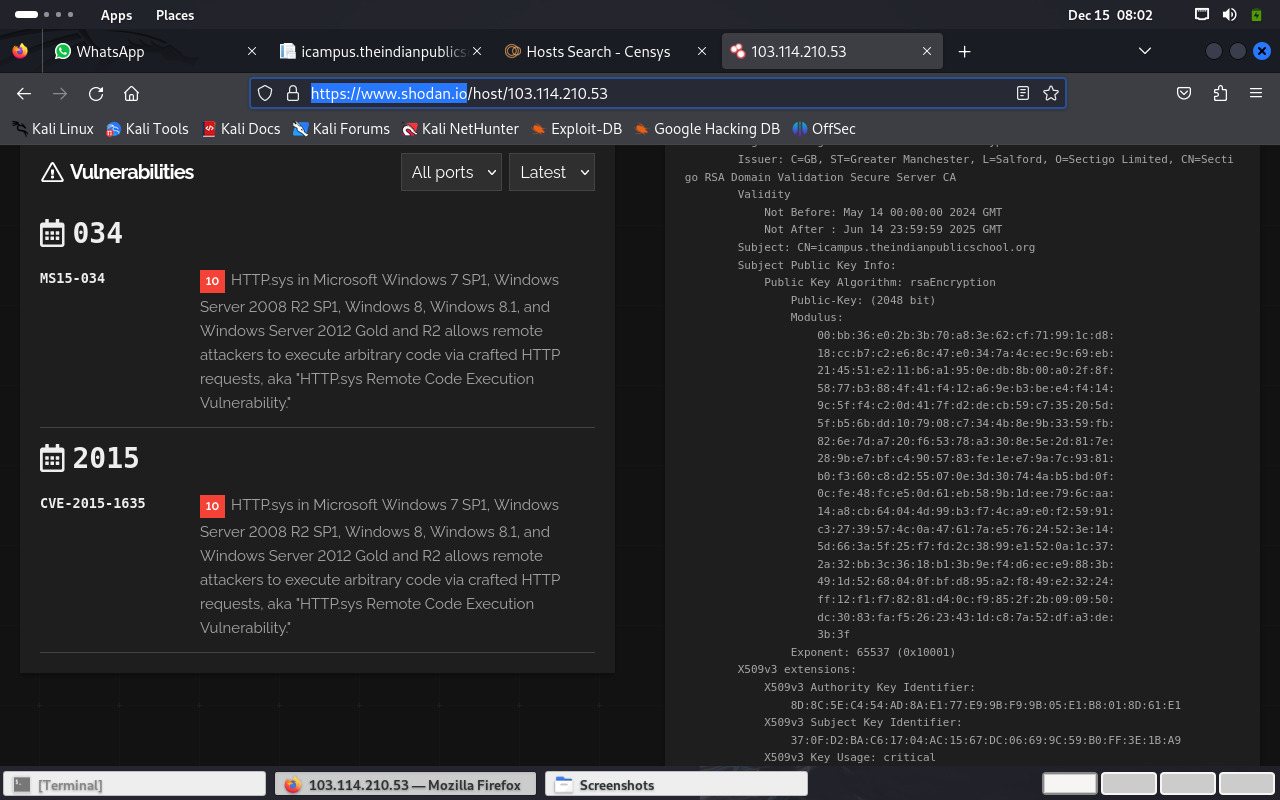 Apps Places Dec 15 08:02
WhatsApp icampus.theindianpublics Hosts Search - Censys 103.114.210.53
https://www.shodan.io/host/103.114.210.53
Kali Linux Kali Tools Kali Docs Kali Forums Kali NetHunter Exploit-DB Google Hacking DB OffSec
Vulnerabilities All ports Latest
034
MS15-034
10 HTTP.sys in Microsoft Windows 7 SP1, Windows
Server 2008 R2 SP1, Windows 8, Windows 8.1, and
Windows Server 2012 Gold and R2 allows remote
attackers to execute arbitrary code via crafted HTTP
requests, aka "HTTP.sys Remote Code Execution
Vulnerability."
2015
CVE-2015-1635
10 HTTP.sys in Microsoft Windows 7 SP1, Windows
Server 2008 R2 SP1, Windows 8, Windows 8.1, and
Windows Server 2012 Gold and R2 allows remote
attackers to execute arbitrary code via crafted HTTP
requests, aka "HTTP.sys Remote Code Execution
Vulnerability."
Issuer: C=GB, ST=Greater Manchester, L=Salford, O=Sectigo Limited, CN=Secti
go RSA Domain Validation Secure Server CA
Validity
Not Before: May 14 00:00:00 2024 GMT
Not After : Jun 14 23:59:59 2025 GMT
Subject: CN=icampus.theindianpublicschool.org
Subject Public Key Info:
Public Key Algorithm: rsaEncryption
Public-Key: (2048 bit)
Modulus:
00:bb:36:e0:2b:3b:70:a8:3e:62:cf:71:99:1c:d8:
18:cc:b7:c2:e6:8c:47:e0:34:7a:4c:ec:9c:69:eb:
21:45:51:e2:11:b6:a1:95:0e:db:8b:00:a0:2f:8f:
58:77:b3:88:4f:41:f4:12:a6:9e:b3:be:e4:f4:14:
9c:5f:f4:c2:0d:41:7f:d2:de:cb:59:c7:35:20:5d:
5f:b5:6b:dd:10:79:08:c7:34:4b:8e:9b:33:59:fb:
82:6e:7d:a7:20:f6:53:78:a3:30:8e:5e:2d:81:7e:
28:9b:e7:bf:c4:90:57:83:fe:1e:e7:9a:7c:93:81:
b0:f3:60:c8:d2:55:07:0e:3d:30:74:4a:b5:bd:0f:
0c:fe:48:fc:e5:0d:61:eb:58:9b:1d:ee:79:6c:aa:
14:a8:cb:64:04:4d:99:b3:f7:4c:a9:e0:f2:59:91:
c3:27:39:57:4c:0a:47:61:7a:e5:76:24:52:3e:14:
5d:66:3a:5f:25:f7:fd:2c:38:99:e1:52:0a:1c:37:
2a:32:bb:3c:36:18:b1:3b:9e:f4:d6:ec:e9:88:3b:
49:1d:52:68:04:0f:bf:d8:95:a2:f8:49:e2:32:24:
ff:12:f1:f7:82:81:d4:0c:f9:85:2f:2b:09:09:50:
dc:30:83:fa:f5:26:23:43:1d:c8:7a:52:df:a3:de:
3b:3f
Exponent: 65537 (0x10001)
X509v3 extensions:
X509v3 Authority Key Identifier:
8D:8C:5E:C4:54:AD:8A:E1:77:E9:9B:F9:9B:05:E1:B8:01:8D:61:E1
X509v3 Subject Key Identifier:
37:0F:D2:BA:C6:17:04:AC:15:67:DC:06:69:9C:59:B0:FF:3E:1B:A9
X509v3 Key Usage: critical
[Terminal] 103.114.210.53 — Mozilla Firefox Screenshots